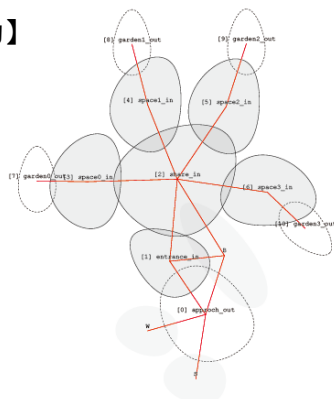 】
[8] garden1_out
[9] garden2_out
[4] space1_in
[5] space2_in
[2] share_in
[7] garden0_out
[3] space0_in
[6] space3_in
[10] garden3_out
[1] entrance_in
[0] approch_out
W